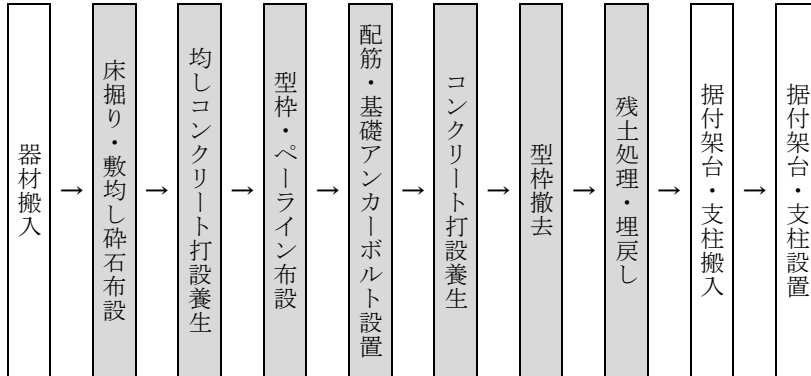 器材搬入
→
床掘り・敷均し砕石布設
→
均しコンクリート打設養生
→
型枠・ペーライン布設
→
配筋・基礎アンカーボルト設置
→
コンクリート打設養生
→
型枠撤去
→
残土処理・埋戻し
→
据付架台・支柱搬入
→
据付架台・支柱設置